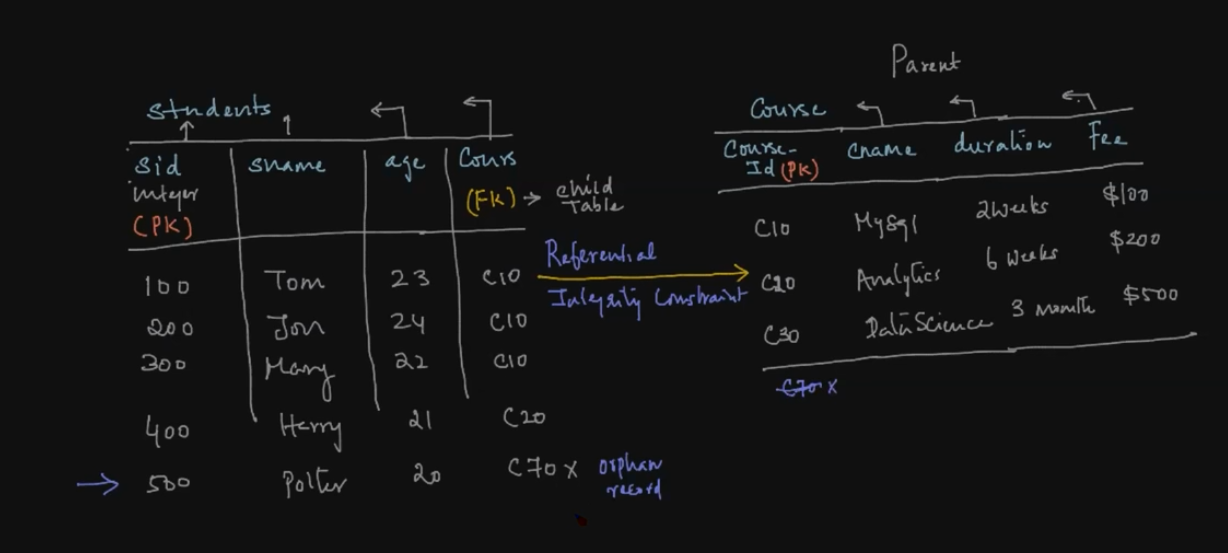 Parent
Students
Course
Sid sname age Cours
Integer
(PK)
(FK) → Child
Table
Course-
Id (PK) cname duration Fee
100 Tom 23 C10
200 Jon 24 C10
300 Mary 22 C10
400 Harry 21 C20
500 Potter 20 C70 X orphan
record
Referential
Integrity Constraint
C10 MySql 2 weeks $100
C20 Analytics 6 weeks $200
C30 DataScience 3 month $500
C70 X